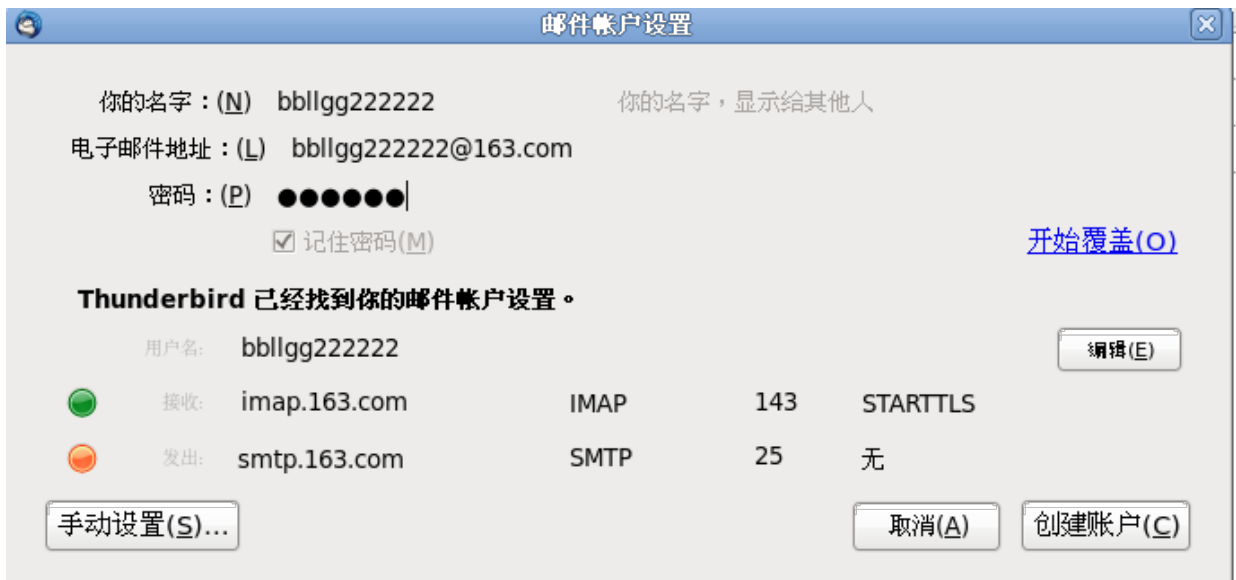 邮件帐户设置
你的名字：(N) bbllgg222222 你的名字，显示给其他人
电子邮件地址：(L) bbllgg222222@163.com
密码：(P) ●●●●●●
记住密码(M) 开始覆盖(O)
Thunderbird 已经找到你的邮件帐户设置。
用户名: bbllgg222222 编辑(E)
接收: imap.163.com IMAP 143 STARTTLS
发出: smtp.163.com SMTP 25 无
手动设置(S)... 取消(A) 创建账户(C)